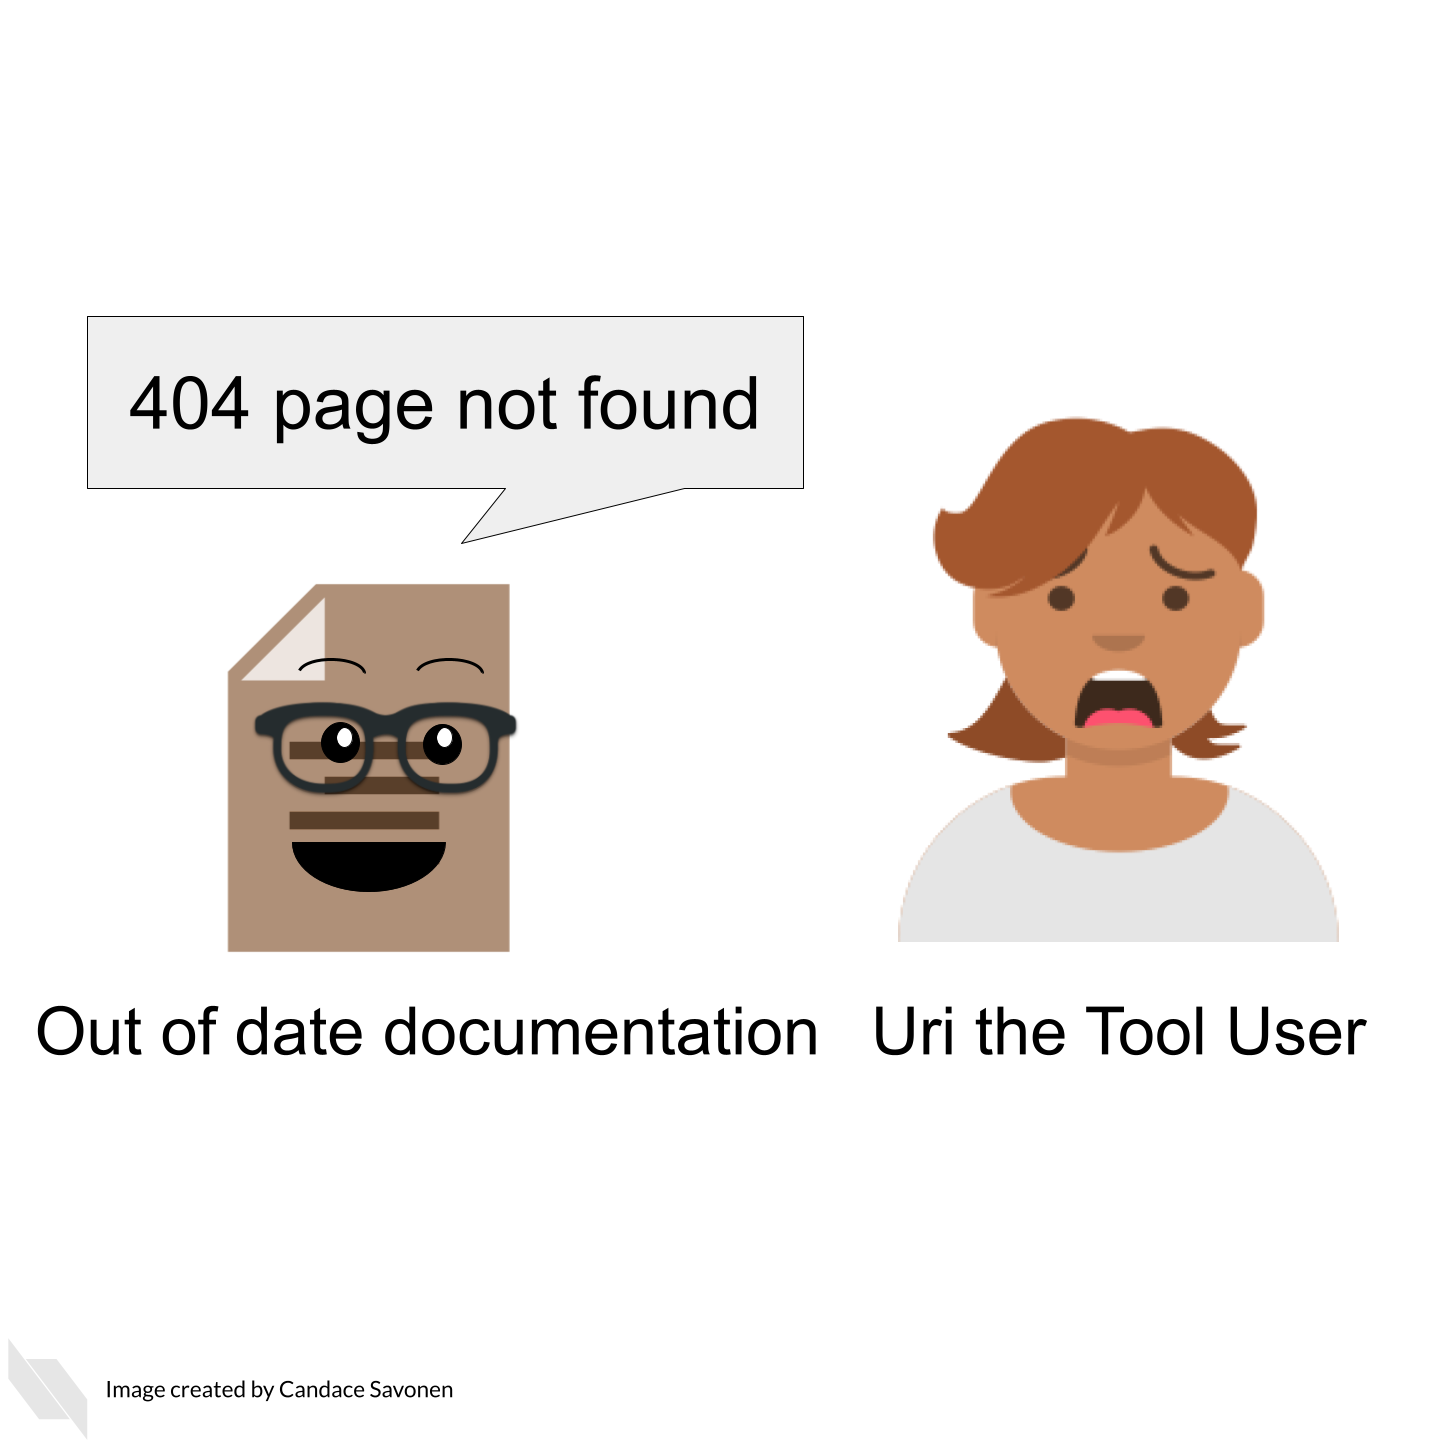 404 page not found
Out of date documentation
Uri the Tool User
Image created by Candace Savonen